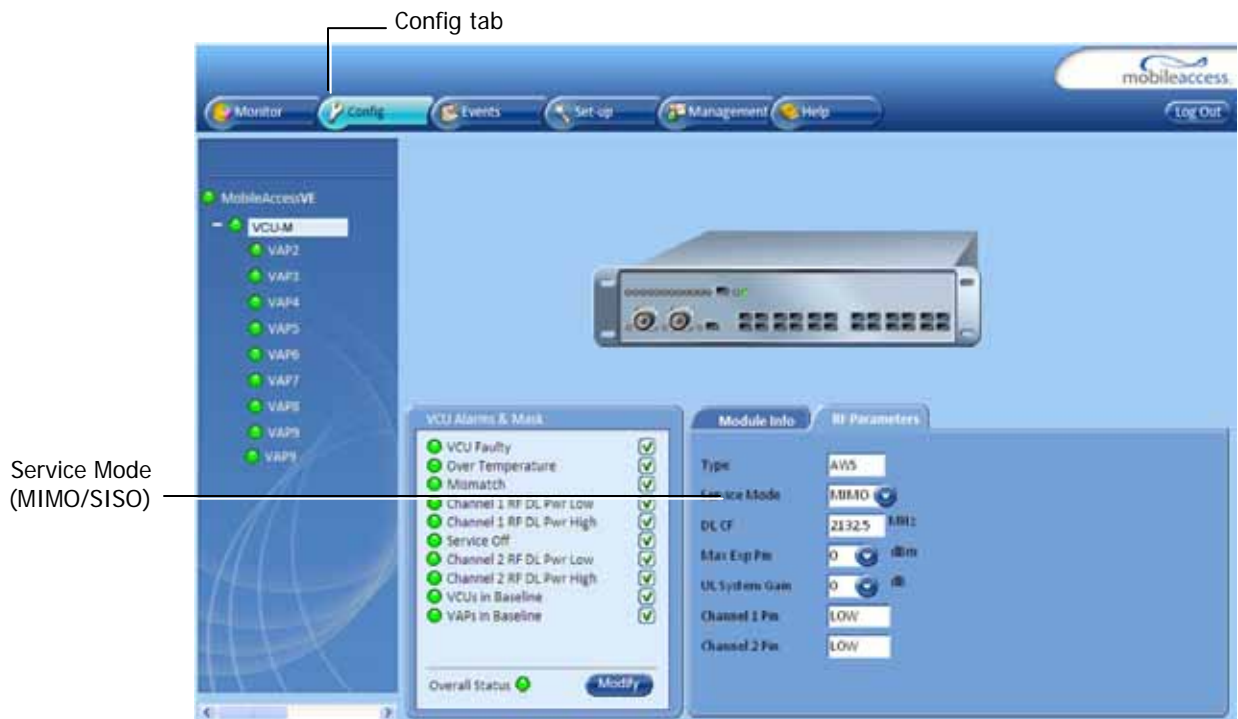 Config tab
mobileaccess
Monitor
Config
Events
Set-up
Management
Help
Log Out
MobileAccessVE
VCU-M
VAP2
VAP3
VAP4
VAP5
VAP6
VAP7
VAP8
VAP9
VAP9
VCU Alarms & Mask
VCU Faulty
Over Temperature
Mismatch
Channel 1 RF DL Pwr Low
Channel 1 RF DL Pwr High
Service Off
Channel 2 RF DL Pwr Low
Channel 2 RF DL Pwr High
VCUs in Baseline
VAPs in Baseline
Overall Status
Modify
Module Info
RF Parameters
Type AWS
Service Mode MIMO
DL CF 2132.5 MHz
Max Exp Pin 0 dBm
UL System Gain 0 dB
Channel 1 Pin LOW
Channel 2 Pin LOW
Service Mode
(MIMO/SISO)